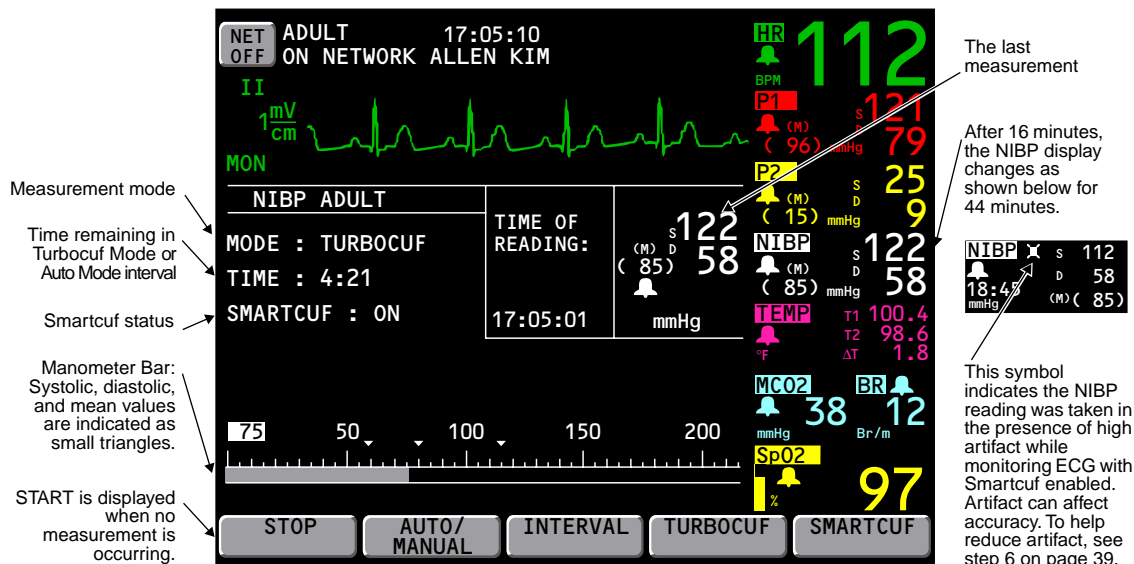 NET OFF
ADULT 17:05:10
ON NETWORK ALLEN KIM
II
1 mV
cm
MON
NIBP ADULT
MODE : TURBOCUF
TIME : 4:21
SMARTCUF : ON
TIME OF
READING:
17:05:01
S 122
(M) D 58
( 85)
mmHg
75 50 100 150 200
STOP
AUTO/
MANUAL
INTERVAL
TURBOCUF
SMARTCUF
HR
112
BPM
P1
S 121
(M) D 79
( 96) mmHg
P2
S 25
(M) D 9
( 15) mmHg
NIBP
S 122
(M) D 58
( 85) mmHg
TEMP T1 100.4
T2 98.6
°F ΔT 1.8
MCO2 BR
38 12
mmHg Br/m
SpO2
% 97
Measurement mode
Time remaining in
Turbocuf Mode or
Auto Mode interval
Smartcuf status
Manometer Bar:
Systolic, diastolic,
and mean values
are indicated as
small triangles.
START is displayed
when no
measurement is
occurring.
The last
measurement
After 16 minutes,
the NIBP display
changes as
shown below for
44 minutes.
NIBP S 112
D 58
18:45
mmHg (M)( 85)
This symbol
indicates the NIBP
reading was taken in
the presence of high
artifact while
monitoring ECG with
Smartcuf enabled.
Artifact can affect
accuracy. To help
reduce artifact, see
step 6 on page 39.